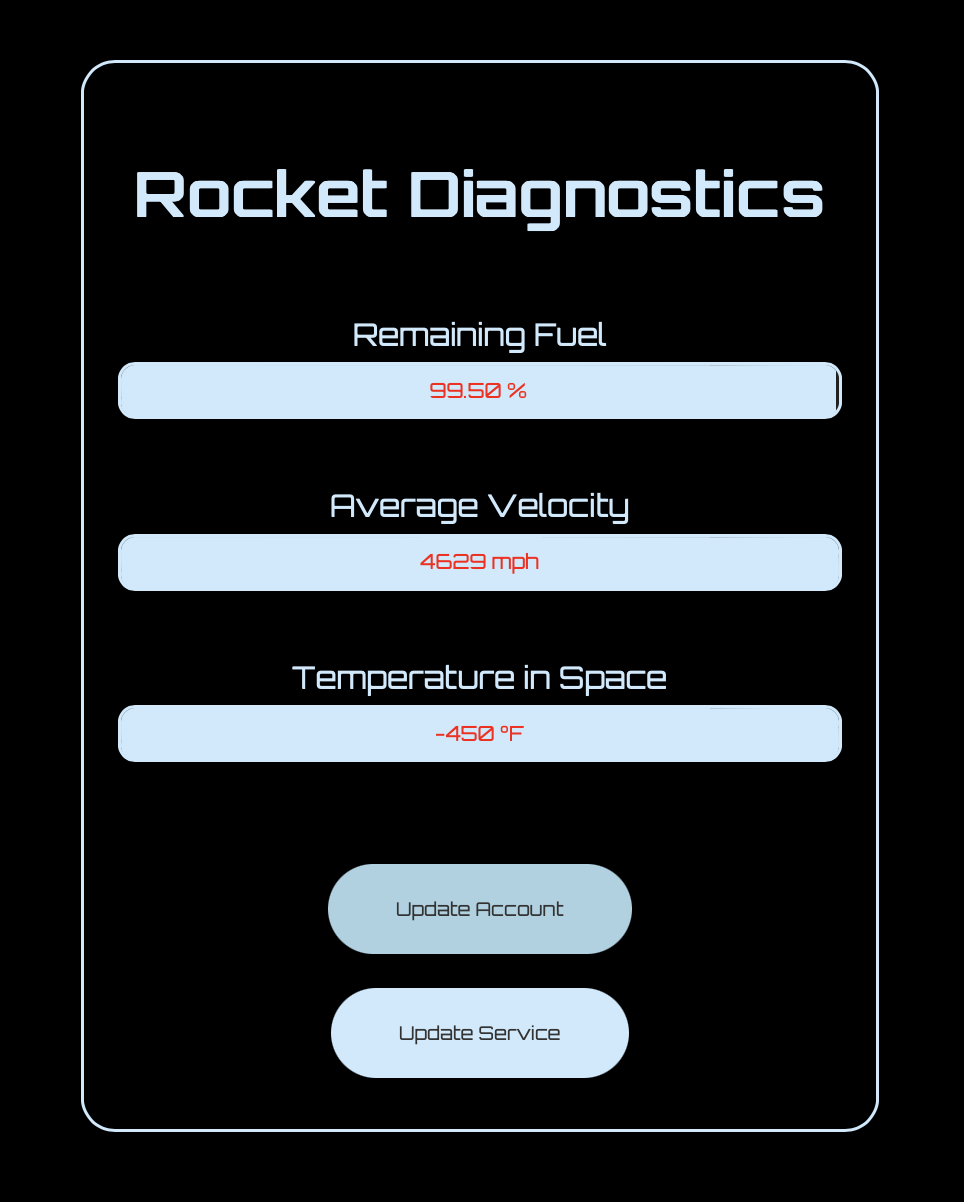 Rocket Diagnostics
Remaining Fuel
99.50 %
Average Velocity
4629 mph
Temperature in Space
-450 °F
Update Account
Update Service